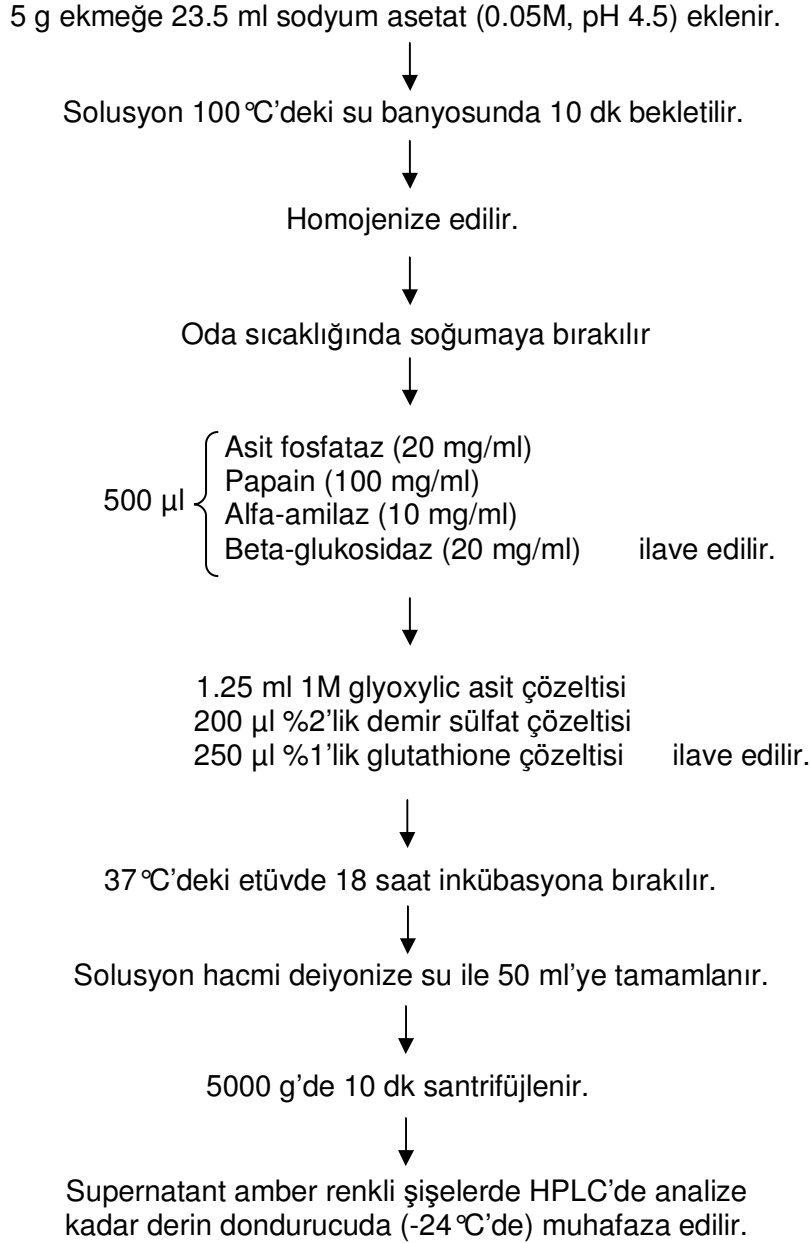 5 g ekmeğe 23.5 ml sodyum asetat (0.05M, pH 4.5) eklenir.
Solusyon 100°C’deki su banyosunda 10 dk bekletilir.
Homojenize edilir.
Oda sıcaklığında soğumaya bırakılır
500 µl
Asit fosfataz (20 mg/ml)
Papain (100 mg/ml)
Alfa-amilaz (10 mg/ml)
Beta-glukosidaz (20 mg/ml) ilave edilir.
1.25 ml 1M glyoxylic asit çözeltisi
200 µl %2’lik demir sülfat çözeltisi
250 µl %1’lik glutathione çözeltisi ilave edilir.
37°C’deki etüvde 18 saat inkübasyona bırakılır.
Solusyon hacmi deiyonize su ile 50 ml’ye tamamlanır.
5000 g’de 10 dk santrifüjlenir.
Supernatant amber renkli şişelerde HPLC’de analize
kadar derin dondurucuda (-24°C’de) muhafaza edilir.